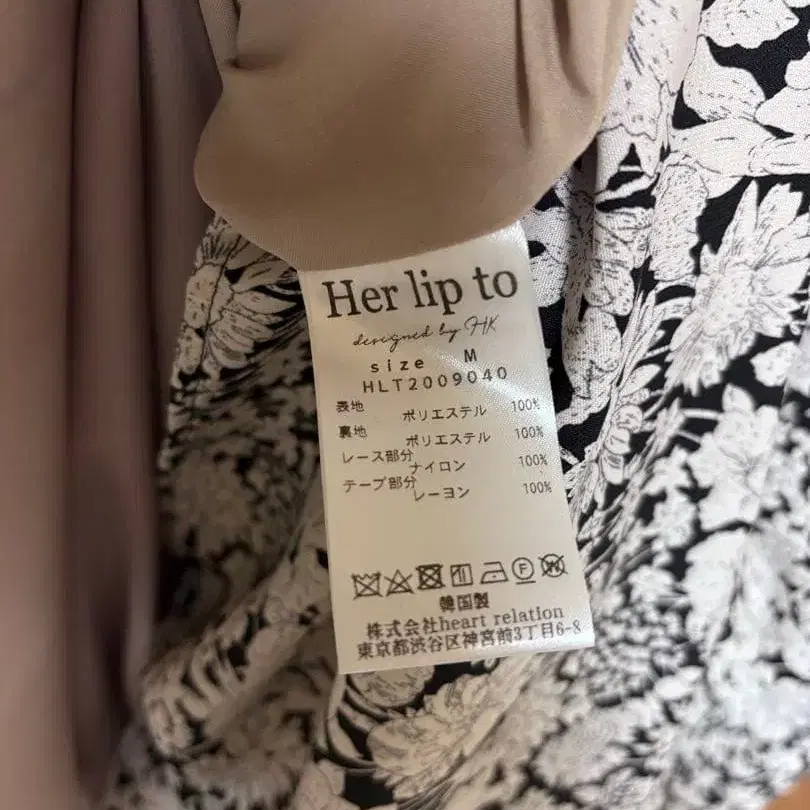 Her lip to
designed by HK
size M
HLT2009040
表地 ポリエステル 100%
裏地 ポリエステル 100%
レース部分 ナイロン 100%
テープ部分 レーヨン 100%
韓国製
株式会社heart relation
東京都渋谷区神宮前3丁目6-8